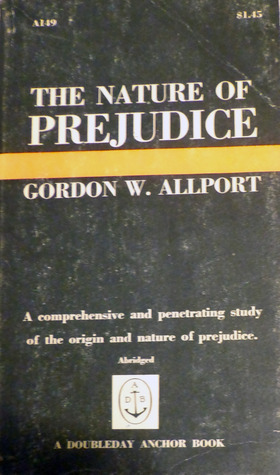 A149 $1.45
THE NATURE OF
PREJUDICE
GORDON W. ALLPORT
A comprehensive and penetrating study
of the origin and nature of prejudice.
Abridged
A
D B
A DOUBLEDAY ANCHOR BOOK